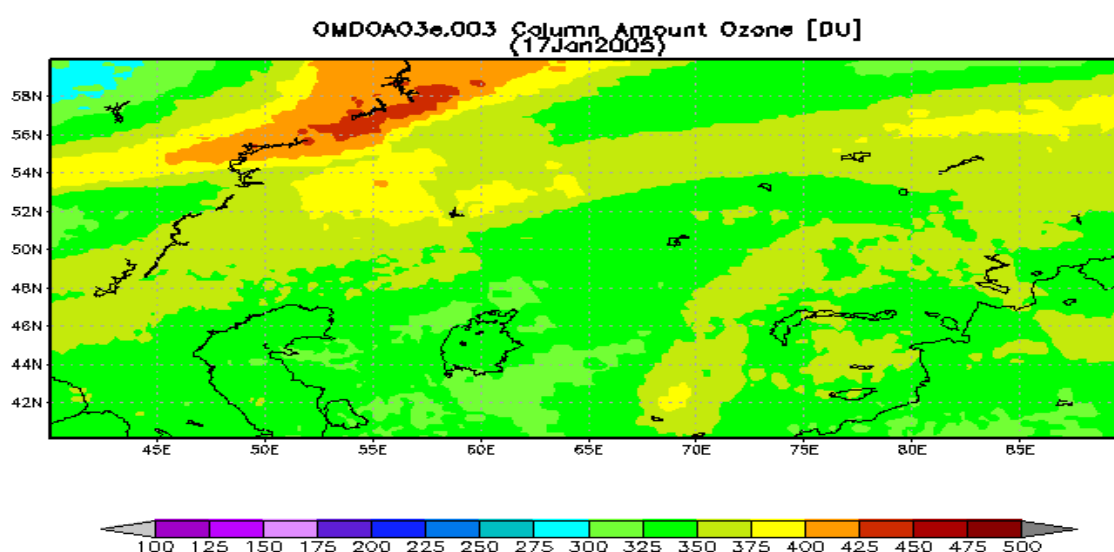 OMDOAO3e.003 Column Amount Ozone [DU]
(17Jan2005)
58N
56N
54N
52N
50N
48N
46N
44N
42N
45E 50E 55E 60E 65E 70E 75E 80E 85E
100 125 150 175 200 225 250 275 300 325 350 375 400 425 450 475 500